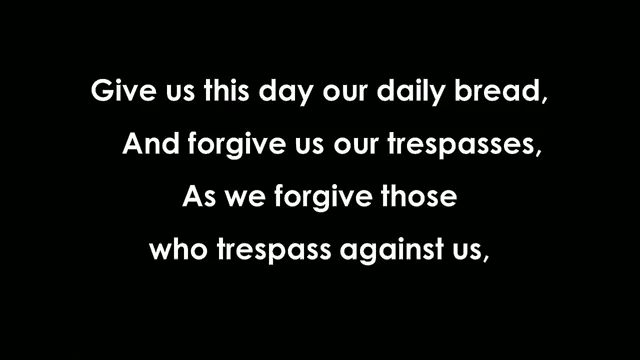 Give us this day our daily bread,
And forgive us our trespasses,
As we forgive those
who trespass against us,